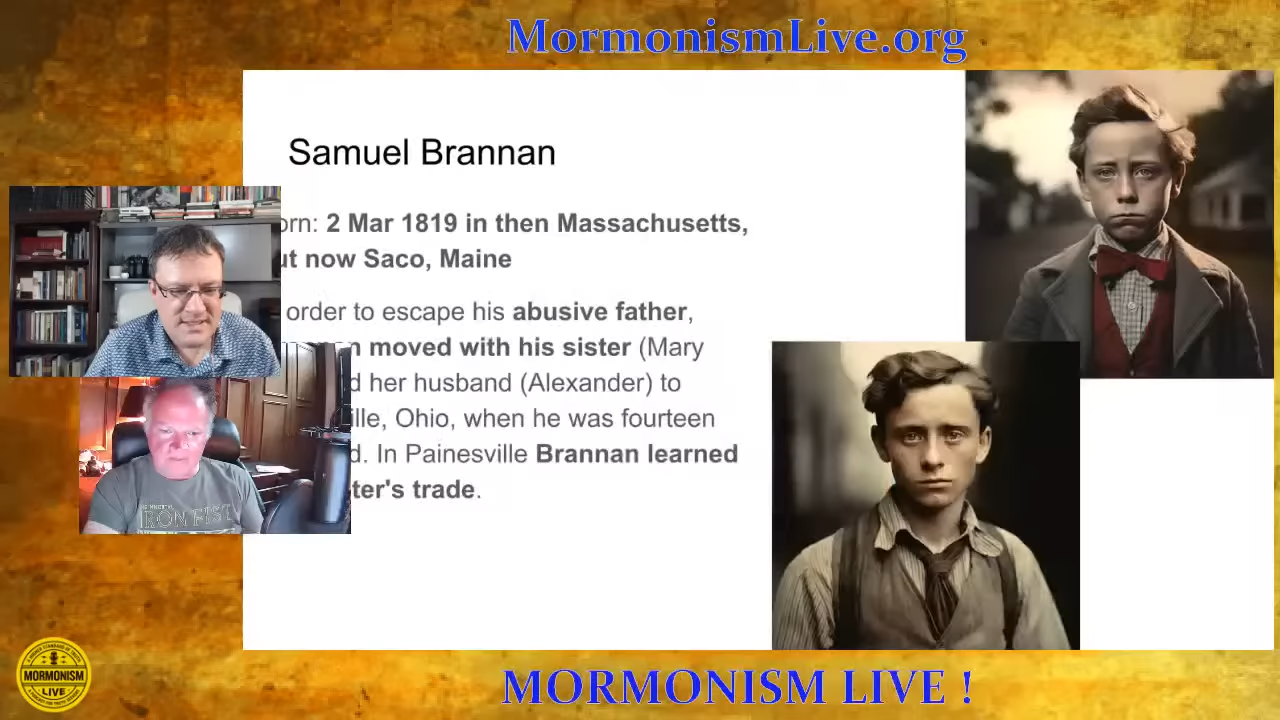 MormonismLive.org
Samuel Brannan
orn: 2 Mar 1819 in then Massachusetts,
ut now Saco, Maine
order to escape his abusive father,
n moved with his sister (Mary
d her husband (Alexander) to
ille, Ohio, when he was fourteen
d. In Painesville Brannan learned
ter's trade.
IRON FIST
MORMONISM
LIVE
MORMONISM LIVE !